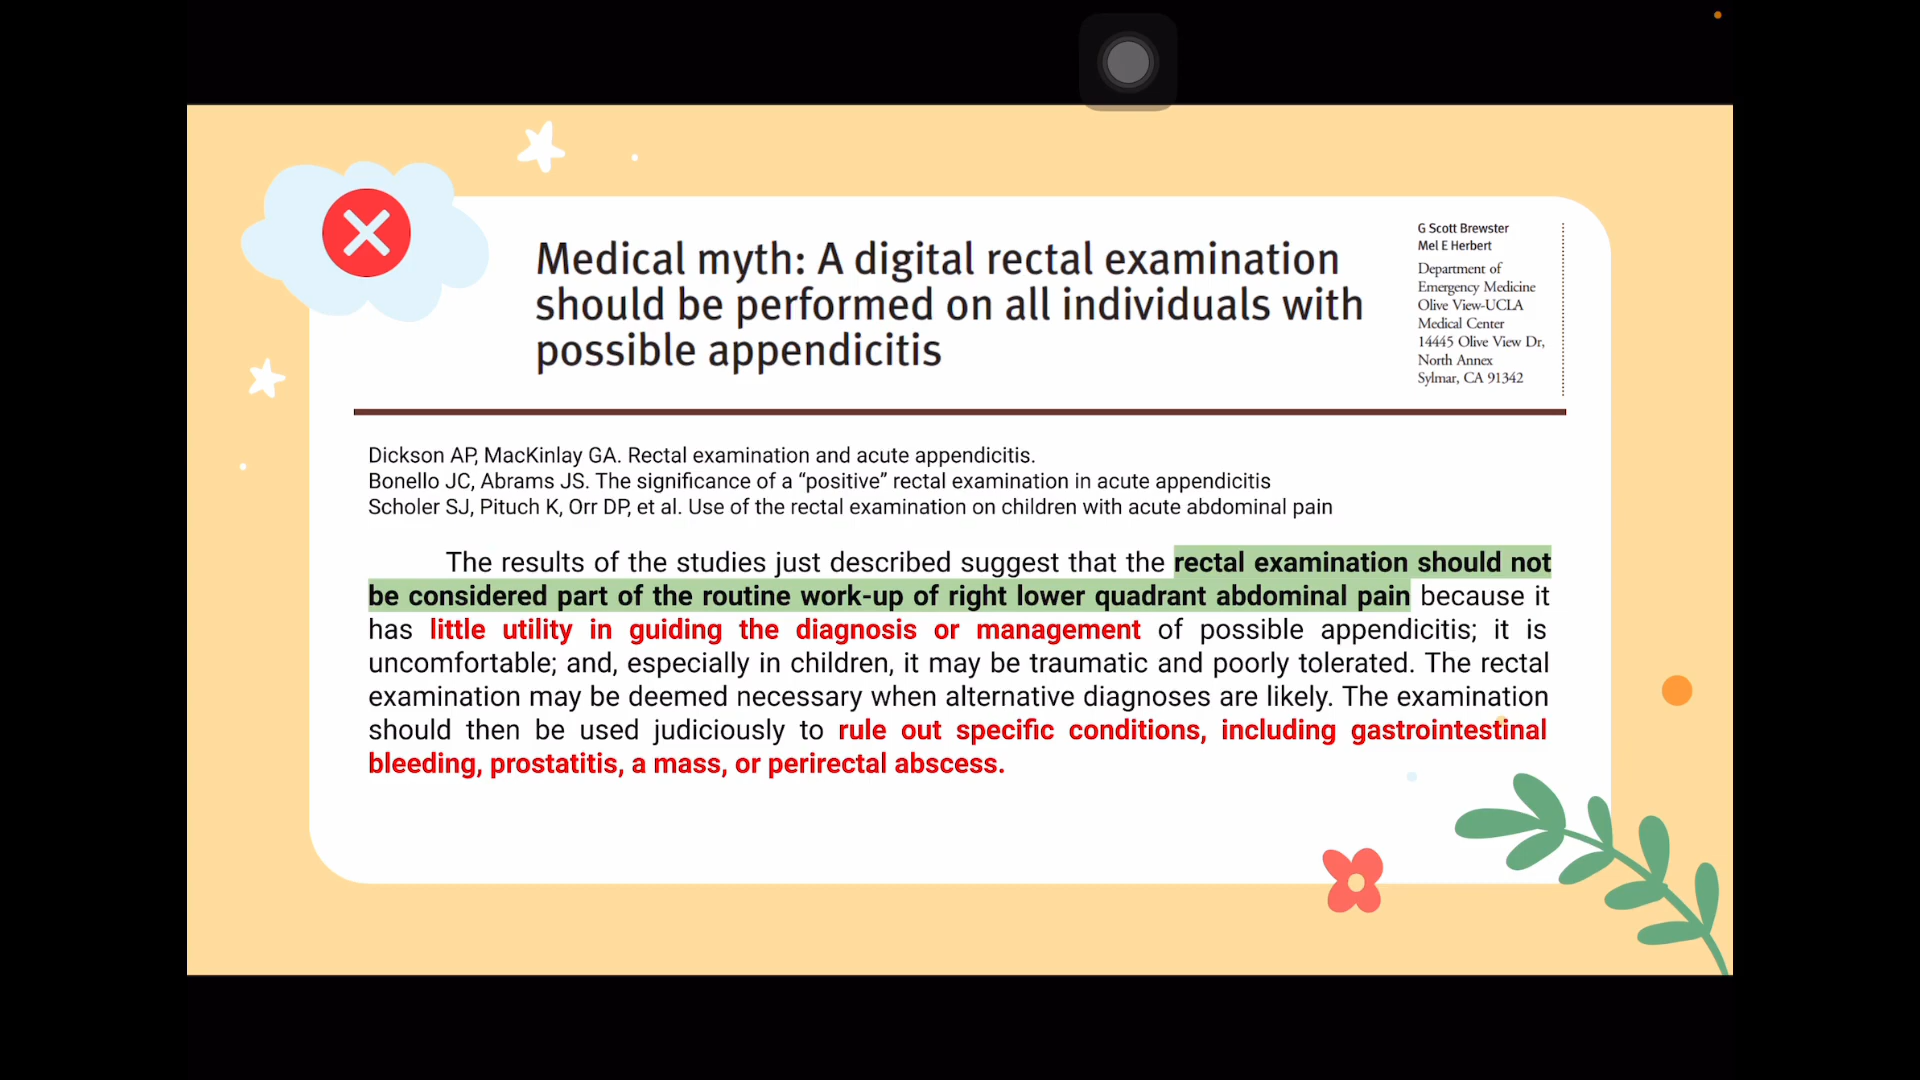 Medical myth: A digital rectal examination
should be performed on all individuals with
possible appendicitis
G Scott Brewster
Mel E Herbert
Department of
Emergency Medicine
Olive View-UCLA
Medical Center
14445 Olive View Dr,
North Annex
Sylmar, CA 91342
Dickson AP, MacKinlay GA. Rectal examination and acute appendicitis.
Bonello JC, Abrams JS. The significance of a “positive” rectal examination in acute appendicitis
Scholer SJ, Pituch K, Orr DP, et al. Use of the rectal examination on children with acute abdominal pain
The results of the studies just described suggest that the rectal examination should not
be considered part of the routine work-up of right lower quadrant abdominal pain because it
has little utility in guiding the diagnosis or management of possible appendicitis; it is
uncomfortable; and, especially in children, it may be traumatic and poorly tolerated. The rectal
examination may be deemed necessary when alternative diagnoses are likely. The examination
should then be used judiciously to rule out specific conditions, including gastrointestinal
bleeding, prostatitis, a mass, or perirectal abscess.